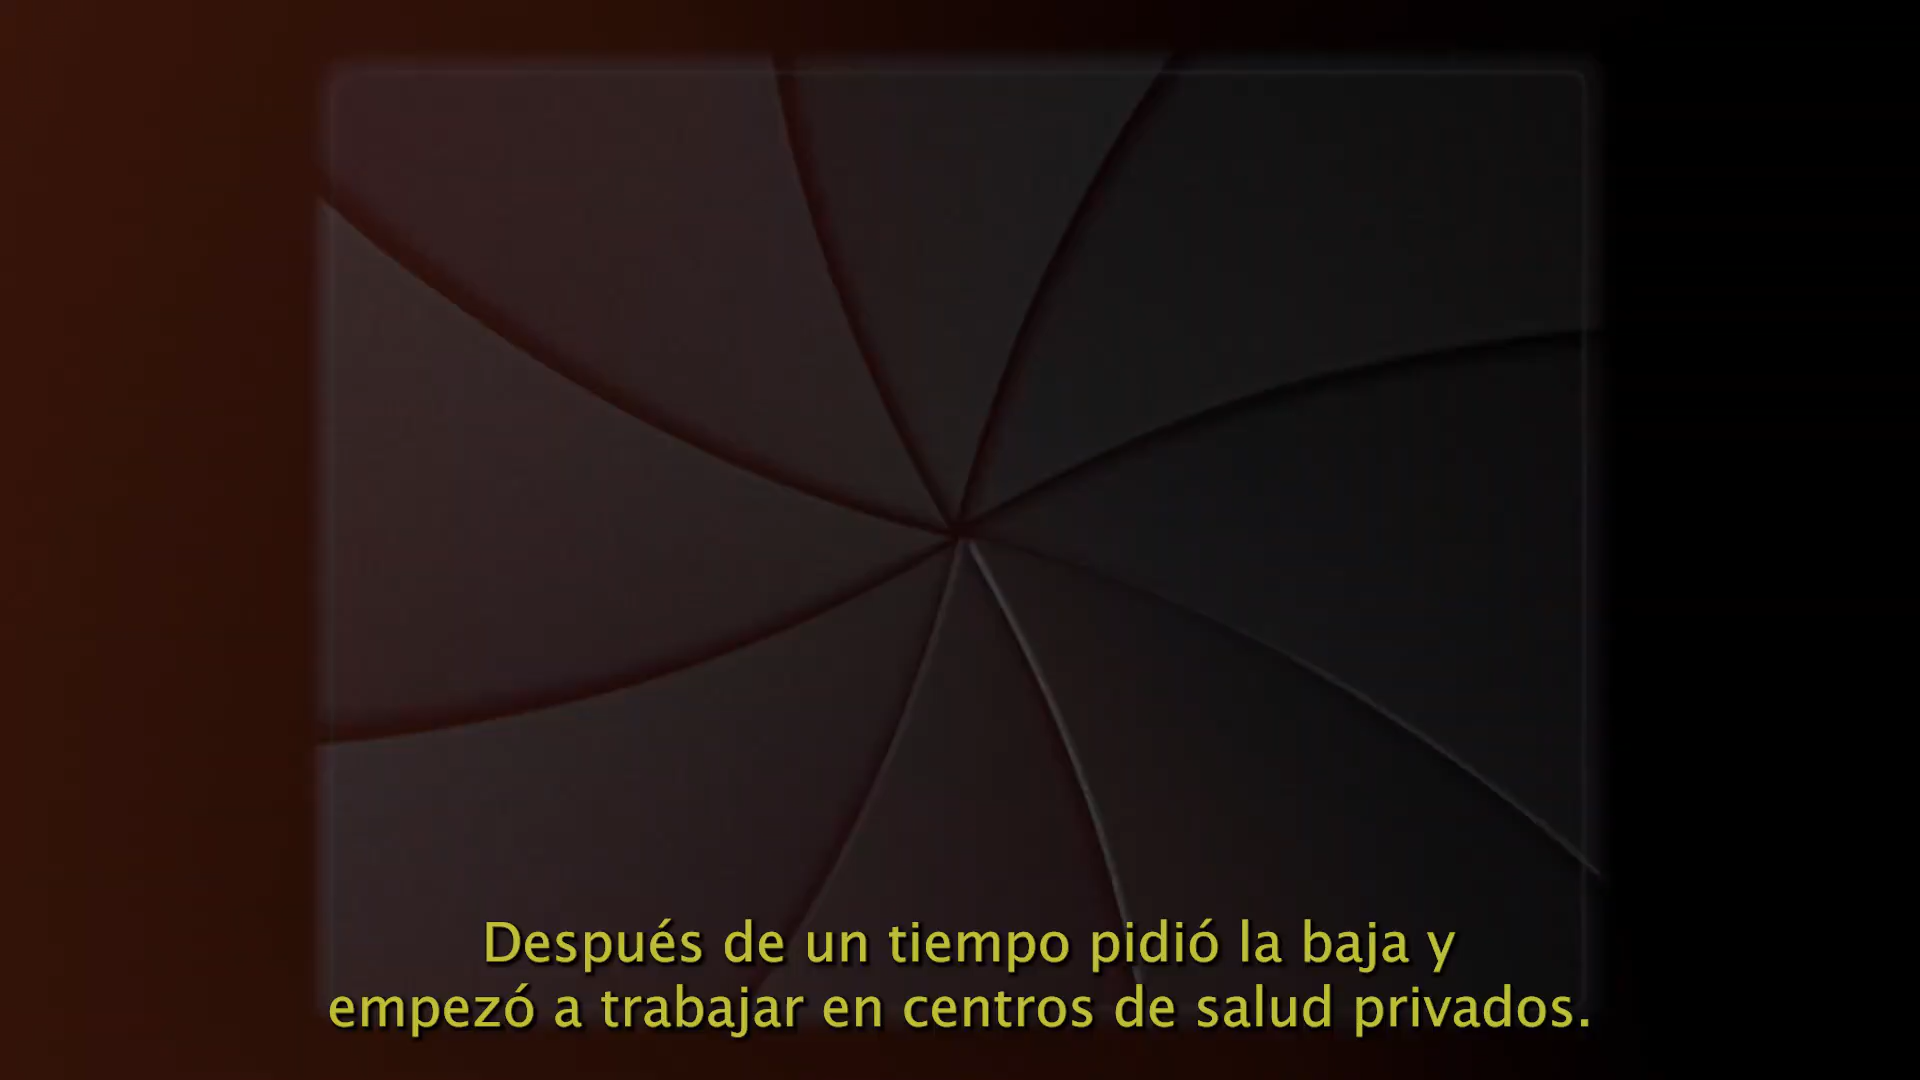 Después de un tiempo pidió la baja y
empezó a trabajar en centros de salud privados.